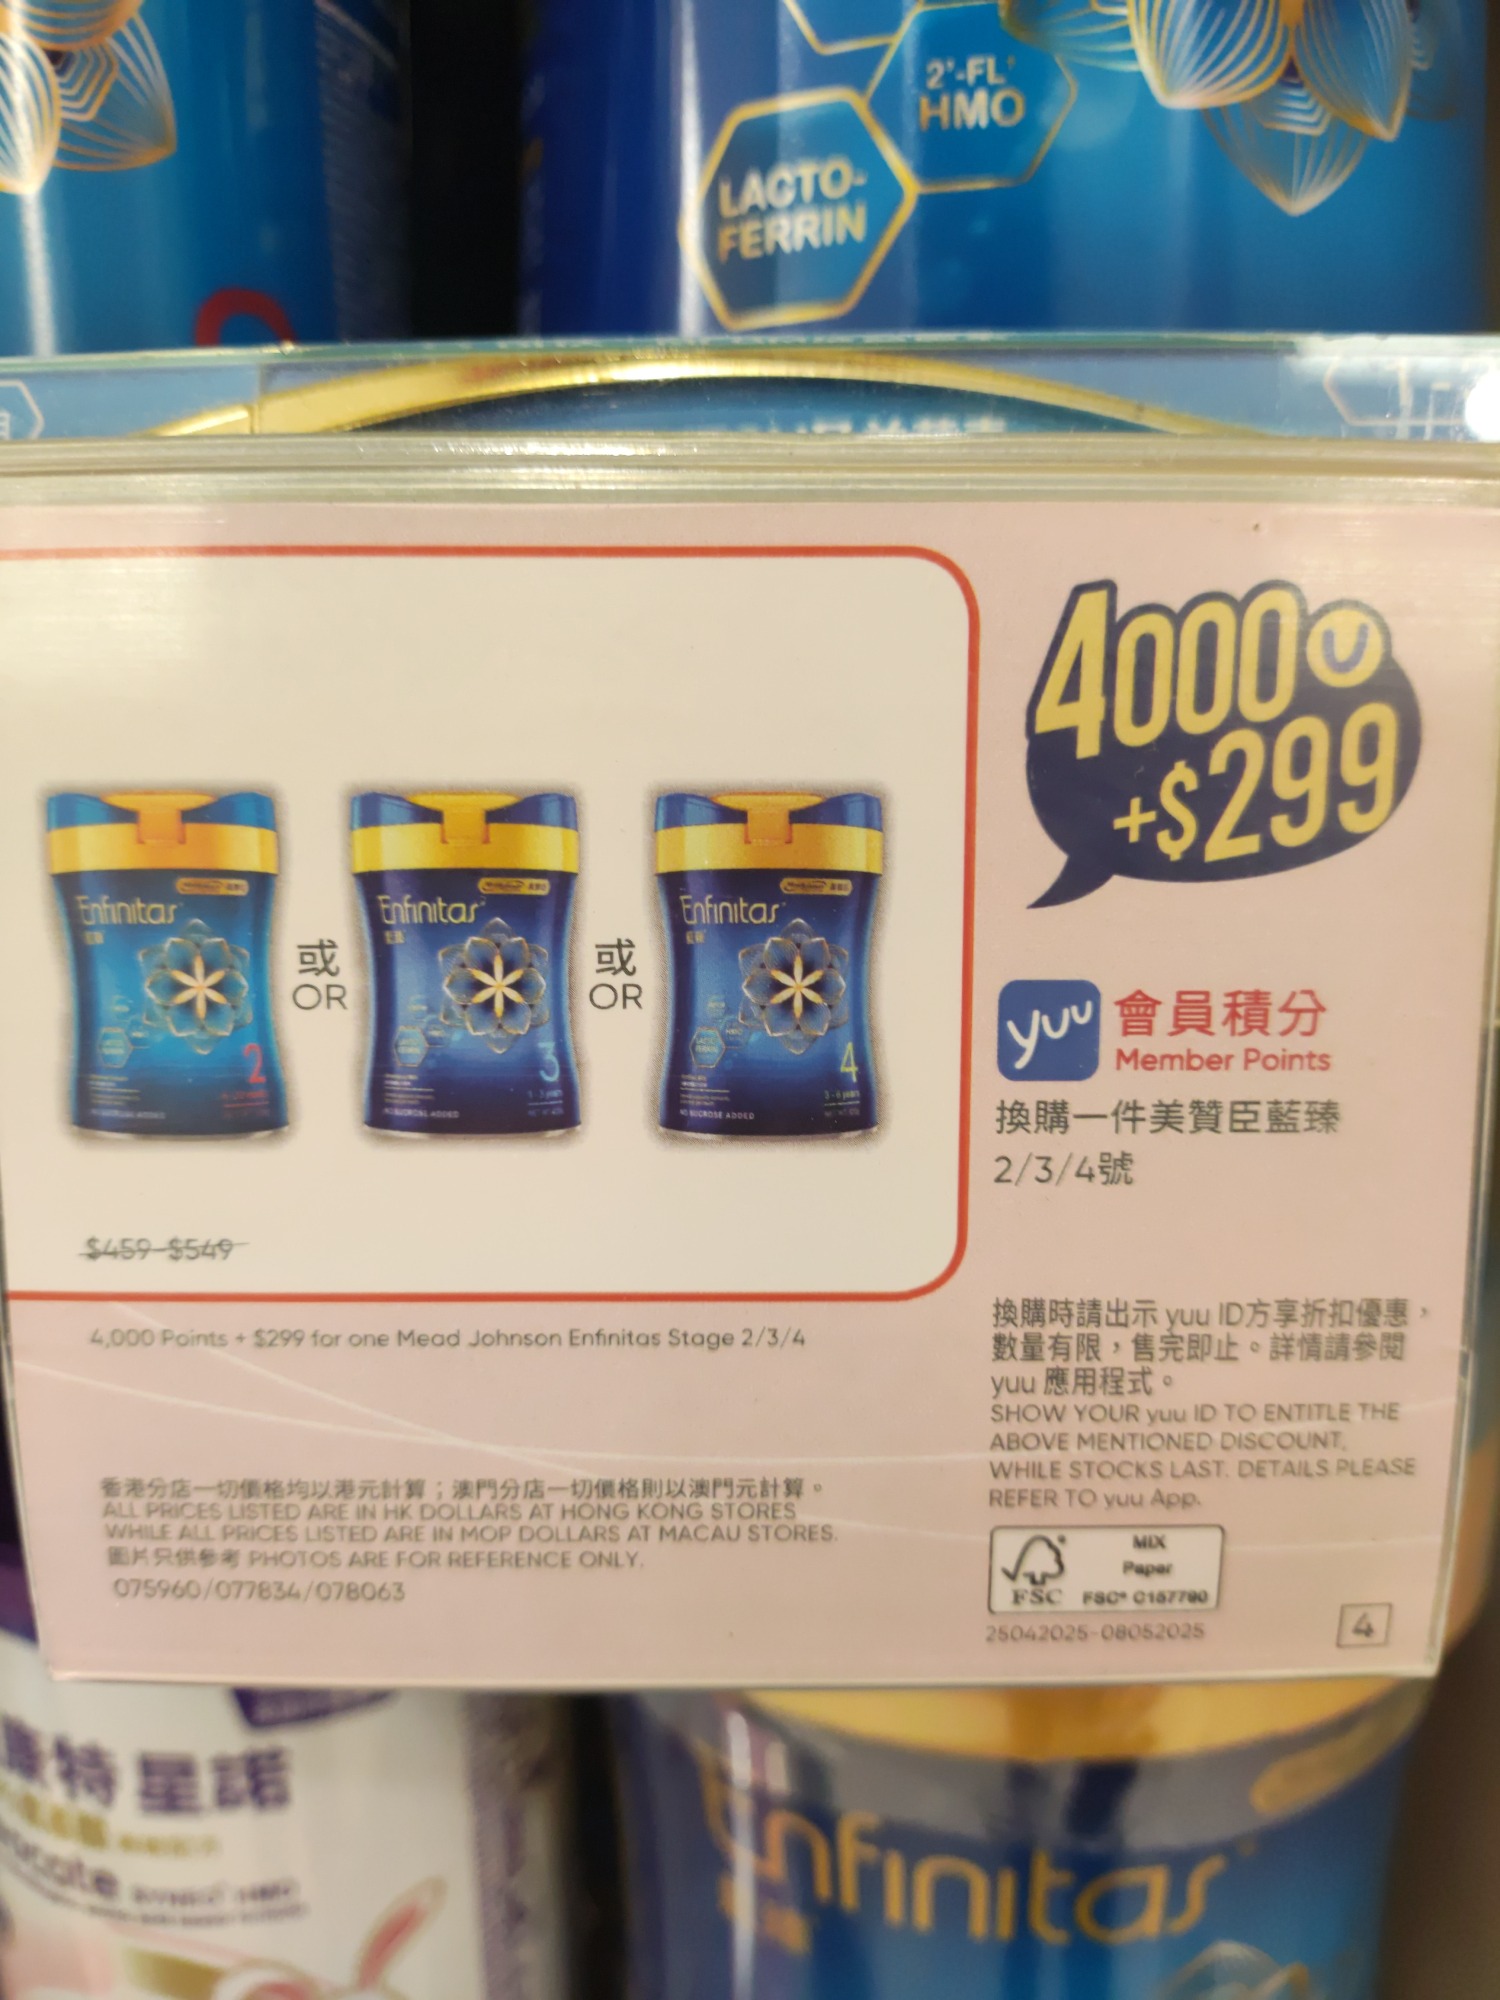 2'-FL
HMO
LACTO-
FERRIN
4000
+$299
Enfinitas
Enfinitas
Enfinitas
或
OR
或
OR
2
3
4
NO SUCROSE ADDED
yuu 會員積分
Member Points
換購一件美贊臣藍臻
2/3/4號
$459-$549
4,000 Points + $299 for one Mead Johnson Enfinitas Stage 2/3/4
換購時請出示 yuu ID方享折扣優惠，
數量有限，售完即止。詳情請參閱
yuu 應用程式。
SHOW YOUR yuu ID TO ENTITLE THE
ABOVE MENTIONED DISCOUNT,
WHILE STOCKS LAST. DETAILS PLEASE
REFER TO yuu App.
香港分店一切價格均以港元計算；澳門分店一切價格則以澳門元計算。
ALL PRICES LISTED ARE IN HK DOLLARS AT HONG KONG STORES
WHILE ALL PRICES LISTED ARE IN MOP DOLLARS AT MACAU STORES.
圖片只供參考 PHOTOS ARE FOR REFERENCE ONLY.
075960/077834/078063
FSC
MIX
Paper
FSC® C157790
25042025-08052025
4
康特星諾
Enfinitas